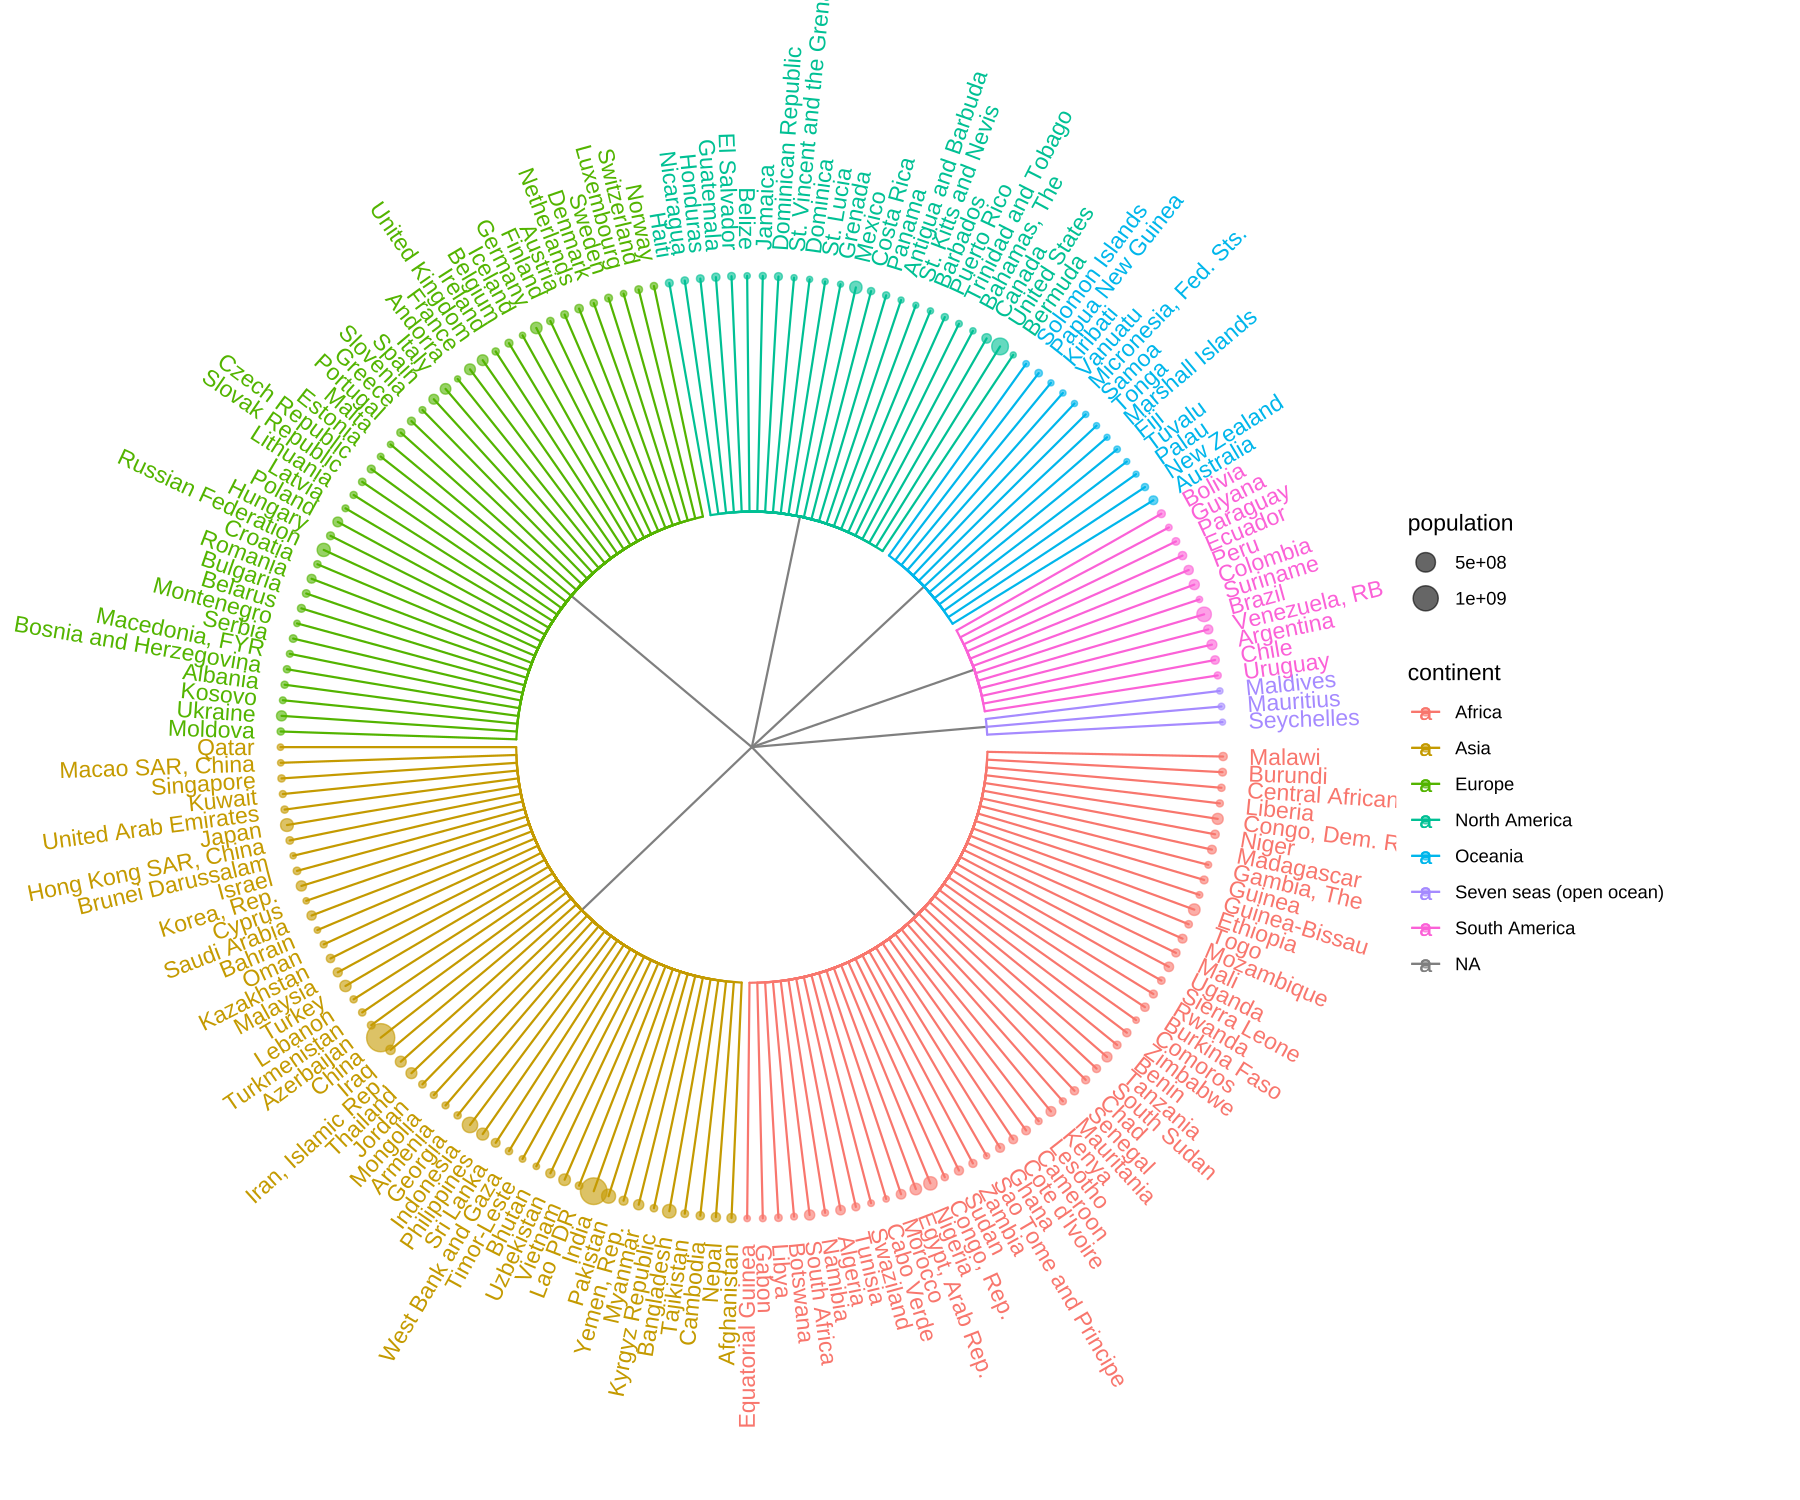 Haiti
Nicaragua
Honduras
Guatemala
El Salvador
Belize
Jamaica
Dominican Republic
St. Vincent and the Gren
Dominica
St. Lucia
Grenada
Mexico
Costa Rica
Panama
Antigua and Barbuda
St. Kitts and Nevis
Barbados
Puerto Rico
Trinidad and Tobago
Bahamas, The
Canada
United States
Bermuda
Solomon Islands
Papua New Guinea
Kiribati
Vanuatu
Micronesia, Fed. Sts.
Samoa
Tonga
Marshall Islands
Fiji
Tuvalu
Palau
New Zealand
Australia
Bolivia
Guyana
Paraguay
Ecuador
Peru
Colombia
Suriname
Brazil
Venezuela, RB
Argentina
Chile
Uruguay
Maldives
Mauritius
Seychelles
Malawi
Burundi
Central African
Liberia
Congo, Dem. R
Niger
Madagascar
Gambia, The
Guinea
Guinea-Bissau
Ethiopia
Togo
Mozambique
Mali
Uganda
Sierra Leone
Rwanda
Burkina Faso
Comoros
Zimbabwe
Benin
Tanzania
South Sudan
Chad
Senegal
Mauritania
Kenya
Lesotho
Cameroon
Cote d'Ivoire
Ghana
Sao Tome and Principe
Zambia
Sudan
Congo, Rep.
Nigeria
Egypt, Arab Rep.
Morocco
Cabo Verde
Swaziland
Tunisia
Algeria
Namibia
South Africa
Botswana
Libya
Gabon
Equatorial Guinea
Afghanistan
Nepal
Cambodia
Tajikistan
Bangladesh
Kyrgyz Republic
Myanmar
Yemen, Rep.
Pakistan
India
Lao PDR
Vietnam
Uzbekistan
Bhutan
Timor-Leste
West Bank and Gaza
Sri Lanka
Philippines
Indonesia
Georgia
Armenia
Mongolia
Jordan
Thailand
Iran, Islamic Rep.
Iraq
China
Azerbaijan
Turkmenistan
Lebanon
Turkey
Malaysia
Kazakhstan
Oman
Bahrain
Saudi Arabia
Cyprus
Korea, Rep.
Israel
Brunei Darussalam
Hong Kong SAR, China
Japan
United Arab Emirates
Kuwait
Singapore
Macao SAR, China
Qatar
Moldova
Ukraine
Kosovo
Albania
Bosnia and Herzegovina
Macedonia, FYR
Serbia
Montenegro
Belarus
Bulgaria
Romania
Croatia
Russian Federation
Hungary
Poland
Latvia
Lithuania
Slovak Republic
Czech Republic
Estonia
Malta
Portugal
Greece
Slovenia
Spain
Italy
Andorra
France
United Kingdom
Ireland
Belgium
Iceland
Germany
Finland
Austria
Netherlands
Denmark
Sweden
Luxembourg
Switzerland
Norway
population
5e+08
1e+09
continent
a Africa
a Asia
a Europe
a North America
a Oceania
a Seven seas (open ocean)
a South America
a NA